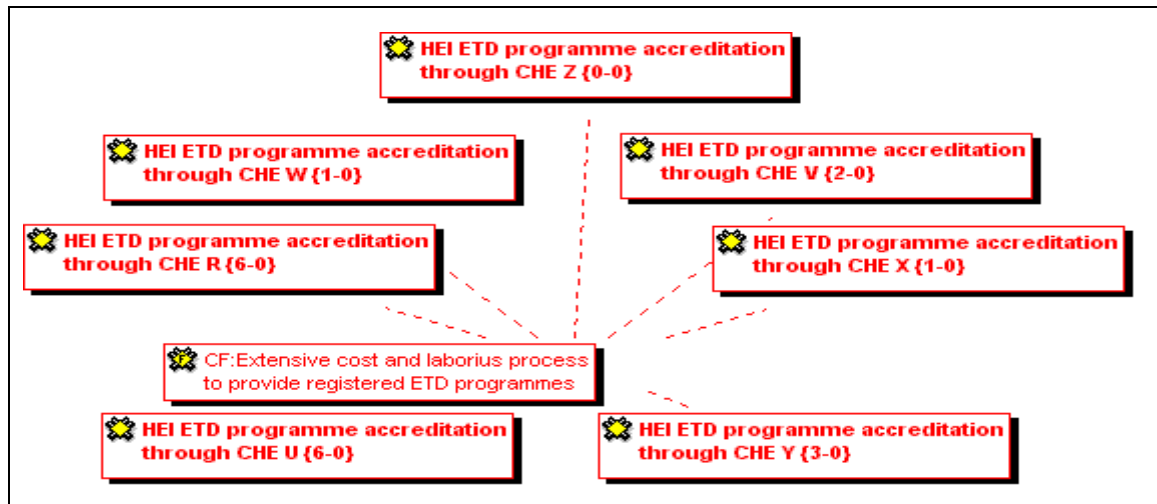 HEI ETD programme accreditation
through CHE Z {0-0}
HEI ETD programme accreditation
through CHE W {1-0}
HEI ETD programme accreditation
through CHE V {2-0}
HEI ETD programme accreditation
through CHE R {6-0}
HEI ETD programme accreditation
through CHE X {1-0}
CF:Extensive cost and laborius process
to provide registered ETD programmes
HEI ETD programme accreditation
through CHE U {6-0}
HEI ETD programme accreditation
through CHE Y {3-0}